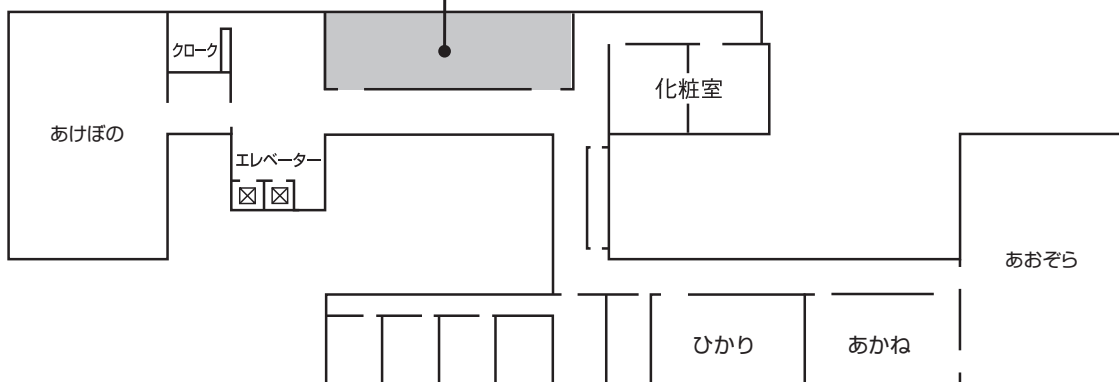 クローク
化粧室
あけぼの
エレベーター
あおぞら
ひかり
あかね